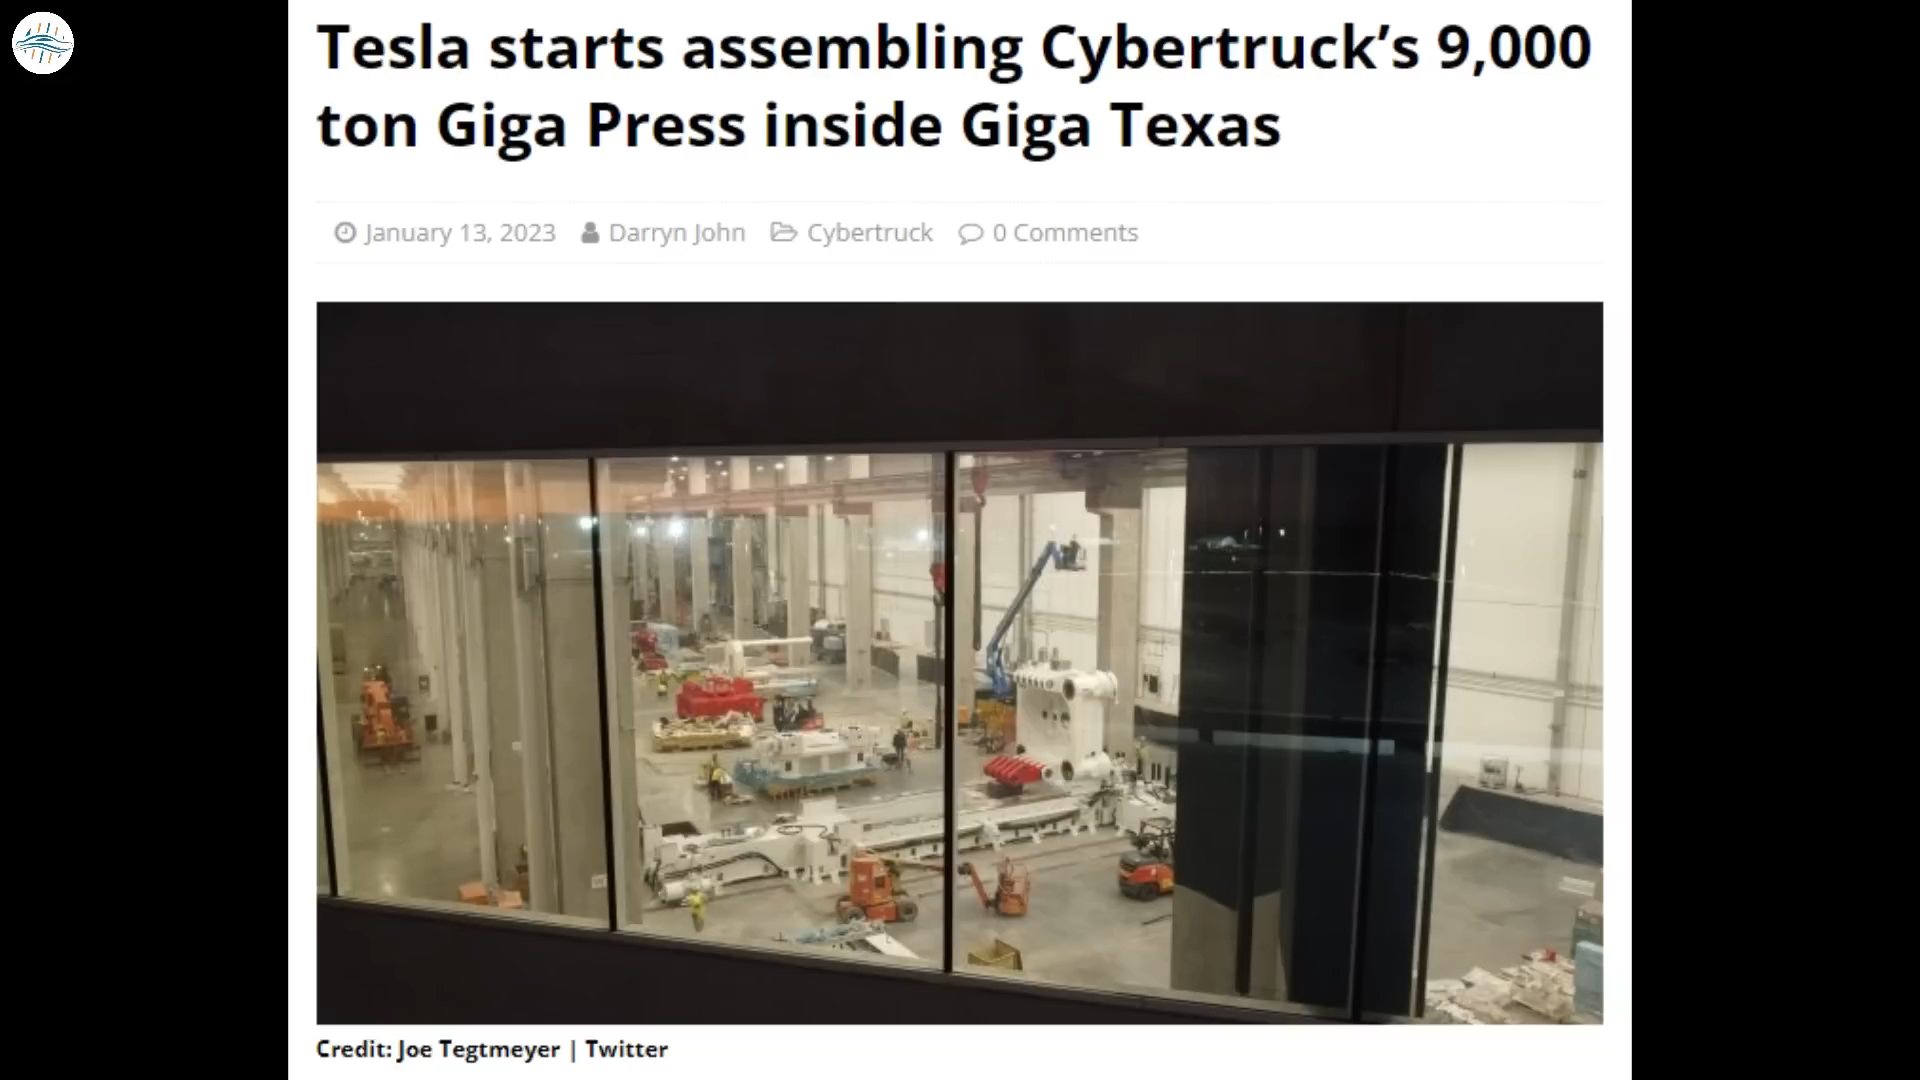 Tesla starts assembling Cybertruck’s 9,000
ton Giga Press inside Giga Texas
January 13, 2023 Darryn John Cybertruck 0 Comments
Credit: Joe Tegtmeyer | Twitter